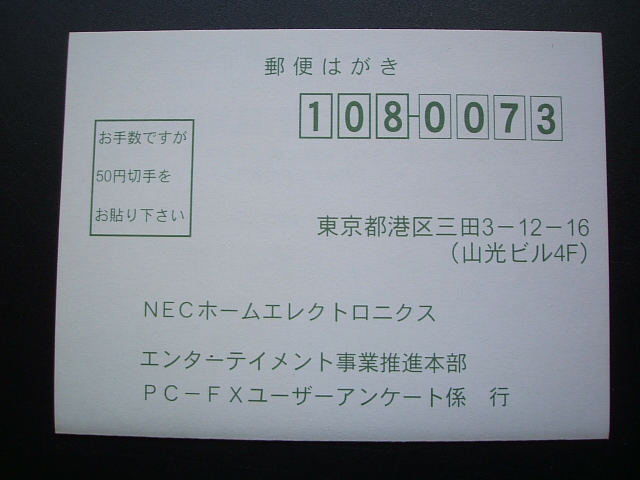 郵便はがき
108-0073
お手数ですが
50円切手を
お貼り下さい
東京都港区三田3－12－16
（山光ビル4F）
NECホームエレクトロニクス
エンターテイメント事業推進本部
PC－FXユーザーアンケート係　行